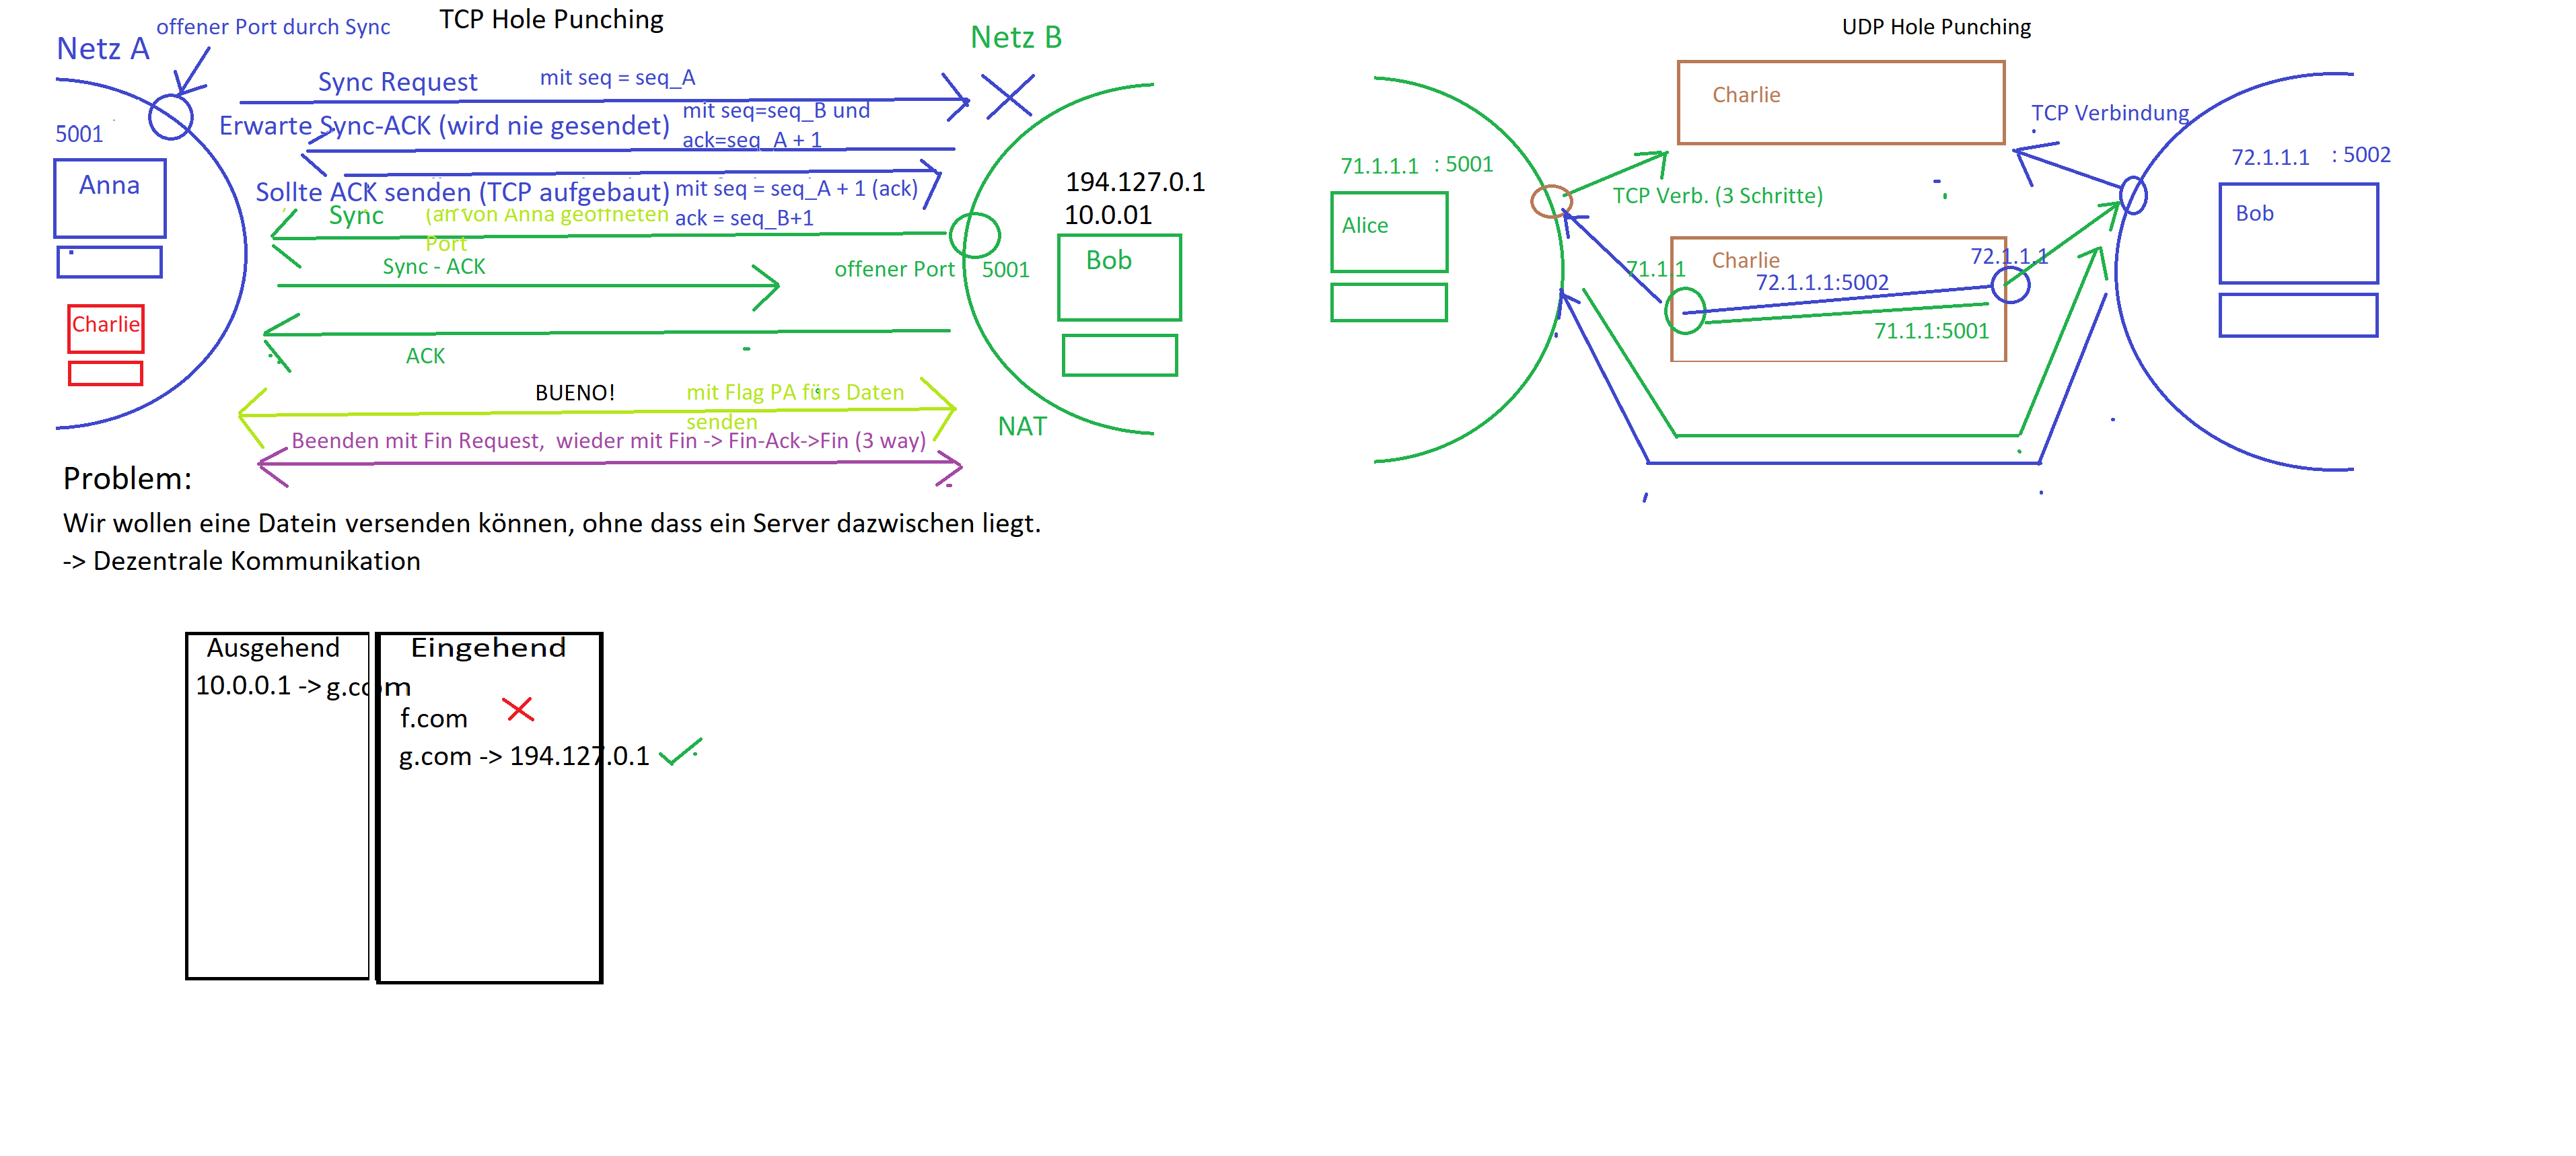 TCP Hole Punching
offener Port durch Sync
Netz A
Netz B
Sync Request
mit seq = seq_A
5001
Erwarte Sync-ACK (wird nie gesendet)
mit seq=seq_B und
ack=seq_A + 1
Anna
Sollte ACK senden (TCP aufgebaut)
mit seq = seq_A + 1 (ack)
ack = seq_B+1
194.127.0.1
10.0.01
Sync
(an von Anna geöffneten
Port
Sync - ACK
offener Port
5001
Bob
Charlie
ACK
BUENO!
mit Flag PA fürs Daten
senden
NAT
Beenden mit Fin Request, wieder mit Fin -> Fin-Ack->Fin (3 way)
Problem:
Wir wollen eine Datein versenden können, ohne dass ein Server dazwischen liegt.
-> Dezentrale Kommunikation
Ausgehend
10.0.0.1 -> g.com
Eingehend
f.com
g.com -> 194.127.0.1
UDP Hole Punching
Charlie
TCP Verbindung
71.1.1.1 : 5001
72.1.1.1 : 5002
TCP Verb. (3 Schritte)
Alice
Bob
Charlie
71.1.1
72.1.1.1
72.1.1.1:5002
71.1.1:5001